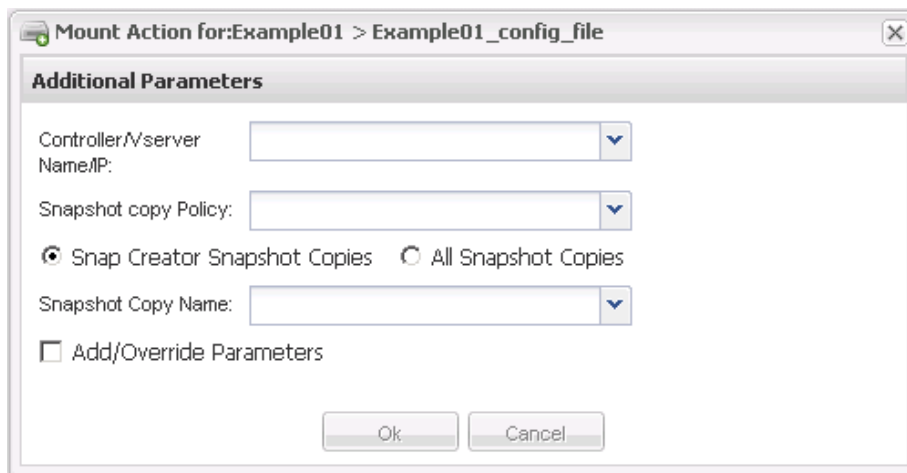 Mount Action for:Example01 > Example01_config_file
Additional Parameters
Controller/Vserver
Name/IP:
Snapshot copy Policy:
Snap Creator Snapshot Copies All Snapshot Copies
Snapshot Copy Name:
Add/Override Parameters
Ok Cancel